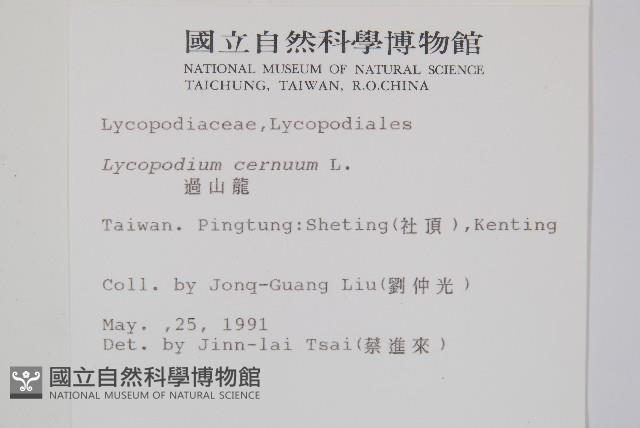 國立自然科學博物館
NATIONAL MUSEUM OF NATURAL SCIENCE
TAICHUNG, TAIWAN, R.O.CHINA
Lycopodiaceae,Lycopodiales
Lycopodium cernuum L.
過山龍
Taiwan. Pingtung:Sheting(社頂),Kenting
Coll. by Jonq-Guang Liu(劉仲光)
May. ,25, 1991
Det. by Jinn-lai Tsai(蔡進來)
國立自然科學博物館
NATIONAL MUSEUM OF NATURAL SCIENCE